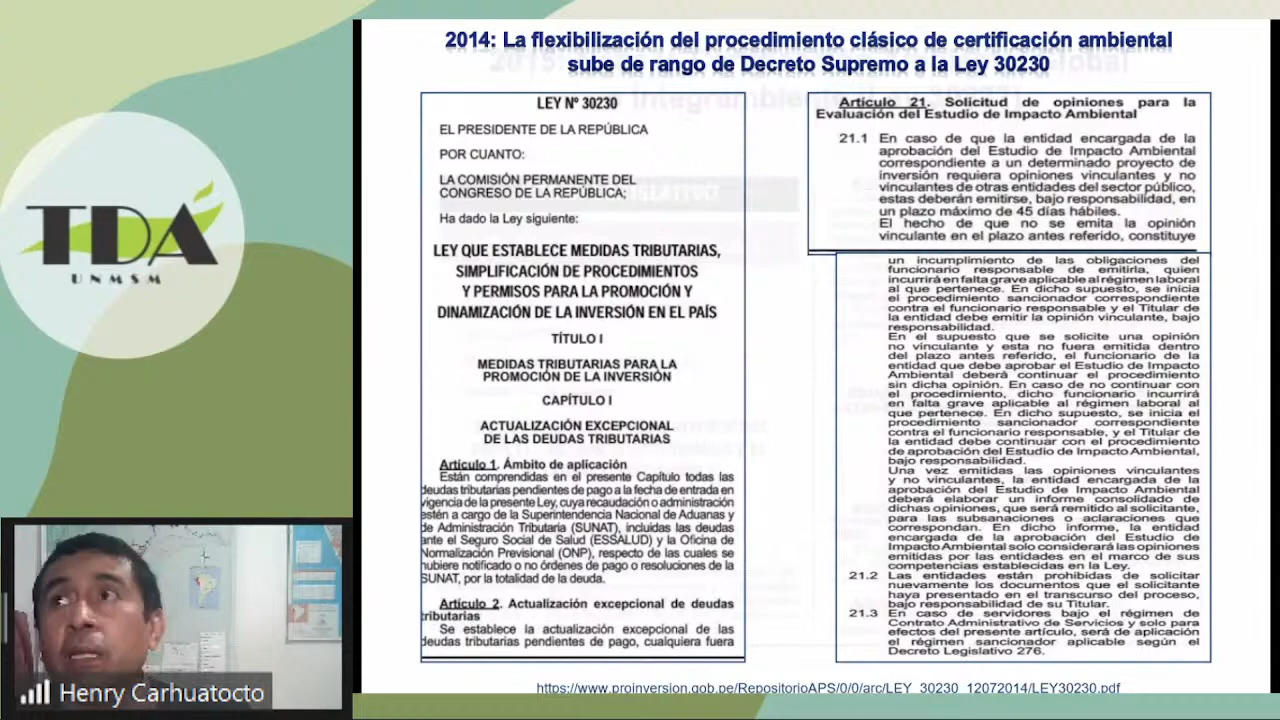 2014: La flexibilización del procedimiento clásico de certificación ambiental
sube de rango de Decreto Supremo a la Ley 30230
LEY Nº 30230
EL PRESIDENTE DE LA REPÚBLICA
POR CUANTO:
LA COMISIÓN PERMANENTE DEL
CONGRESO DE LA REPÚBLICA;
Ha dado la Ley siguiente:
LEY QUE ESTABLECE MEDIDAS TRIBUTARIAS,
SIMPLIFICACIÓN DE PROCEDIMIENTOS
Y PERMISOS PARA LA PROMOCIÓN Y
DINAMIZACIÓN DE LA INVERSIÓN EN EL PAÍS
TÍTULO I
MEDIDAS TRIBUTARIAS PARA LA
PROMOCIÓN DE LA INVERSIÓN
CAPÍTULO I
ACTUALIZACIÓN EXCEPCIONAL
DE LAS DEUDAS TRIBUTARIAS
Artículo 1. Ámbito de aplicación
Están comprendidas en el presente Capítulo todas las
deudas tributarias pendientes de pago a la fecha de entrada en
vigencia de la presente Ley, cuya recaudación o administración
estén a cargo de la Superintendencia Nacional de Aduanas y
de Administración Tributaria (SUNAT), incluidas las deudas
ante el Seguro Social de Salud (ESSALUD) y la Oficina de
Normalización Previsional (ONP), respecto de las cuales se
hubiere notificado o no órdenes de pago o resoluciones de la
SUNAT, por la totalidad de la deuda.
Artículo 2. Actualización excepcional de deudas
tributarias
Se establece la actualización excepcional de las
deudas tributarias pendientes de pago, cualquiera fuera
Artículo 21. Solicitud de opiniones para la
Evaluación del Estudio de Impacto Ambiental
21.1 En caso de que la entidad encargada de la
aprobación del Estudio de Impacto Ambiental
correspondiente a un determinado proyecto de
inversión requiera opiniones vinculantes y no
vinculantes de otras entidades del sector público,
estas deberán emitirse, bajo responsabilidad, en
un plazo máximo de 45 días hábiles.
El hecho de que no se emita la opinión
vinculante en el plazo antes referido, constituye
un incumplimiento de las obligaciones del
funcionario responsable de emitirla, quien
incurrirá en falta grave aplicable al régimen laboral
al que pertenece. En dicho supuesto, se inicia
el procedimiento sancionador correspondiente
contra el funcionario responsable y el Titular de
la entidad debe emitir la opinión vinculante, bajo
responsabilidad.
En el supuesto que se solicite una opinión
no vinculante y esta no fuera emitida dentro
del plazo antes referido, el funcionario de la
entidad que debe aprobar el Estudio de Impacto
Ambiental deberá continuar el procedimiento
sin dicha opinión. En caso de no continuar con
el procedimiento, dicho funcionario incurrirá
en falta grave aplicable al régimen laboral al
que pertenece. En dicho supuesto, se inicia el
procedimiento sancionador correspondiente
contra el funcionario responsable, y el Titular de
la entidad debe continuar con el procedimiento
de aprobación del Estudio de Impacto Ambiental,
bajo responsabilidad.
Una vez emitidas las opiniones vinculantes
y no vinculantes, la entidad encargada de la
aprobación del Estudio de Impacto Ambiental
deberá elaborar un informe consolidado de
dichas opiniones, que será remitido al solicitante,
para las subsanaciones o aclaraciones que
correspondan. En dicho informe, la entidad
encargada de la aprobación del Estudio de
Impacto Ambiental solo considerará las opiniones
emitidas por las entidades en el marco de sus
competencias establecidas en la Ley.
21.2 Las entidades están prohibidas de solicitar
nuevamente los documentos que el solicitante
haya presentado en el transcurso del proceso,
bajo responsabilidad de su Titular.
21.3 En caso de servidores bajo el régimen de
Contrato Administrativo de Servicios y solo para
efectos del presente artículo, será de aplicación
el régimen sancionador aplicable según el
Decreto Legislativo 276.
https://www.proinversion.gob.pe/RepositorioAPS/0/0/arc/LEY_30230_12072014/LEY30230.pdf
TDA
UNMSM
Henry Carhuatocto